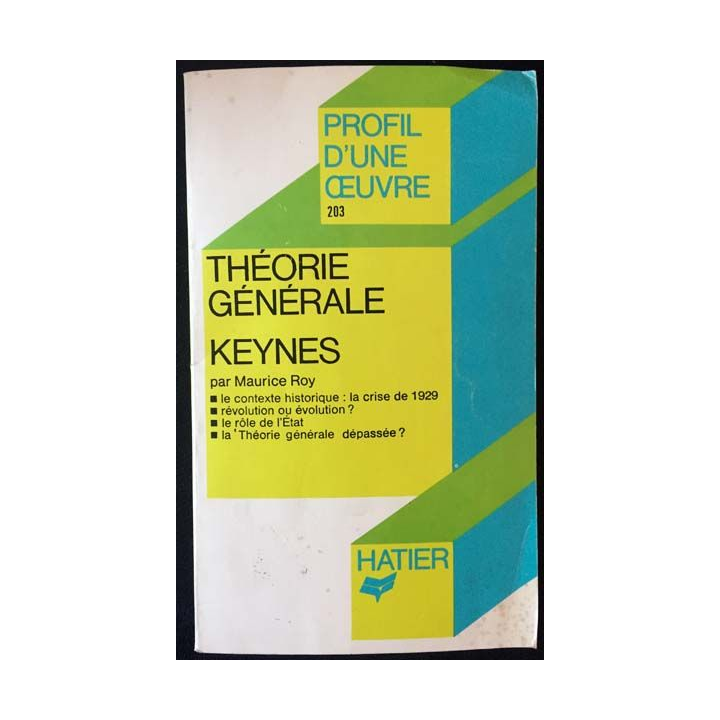 PROFIL
D'UNE
ŒUVRE
203
THÉORIE
GÉNÉRALE
KEYNES
par Maurice Roy
■ le contexte historique : la crise de 1929
■ révolution ou évolution ?
■ le rôle de l'État
■ la 'Théorie générale dépassée ?
HATIER